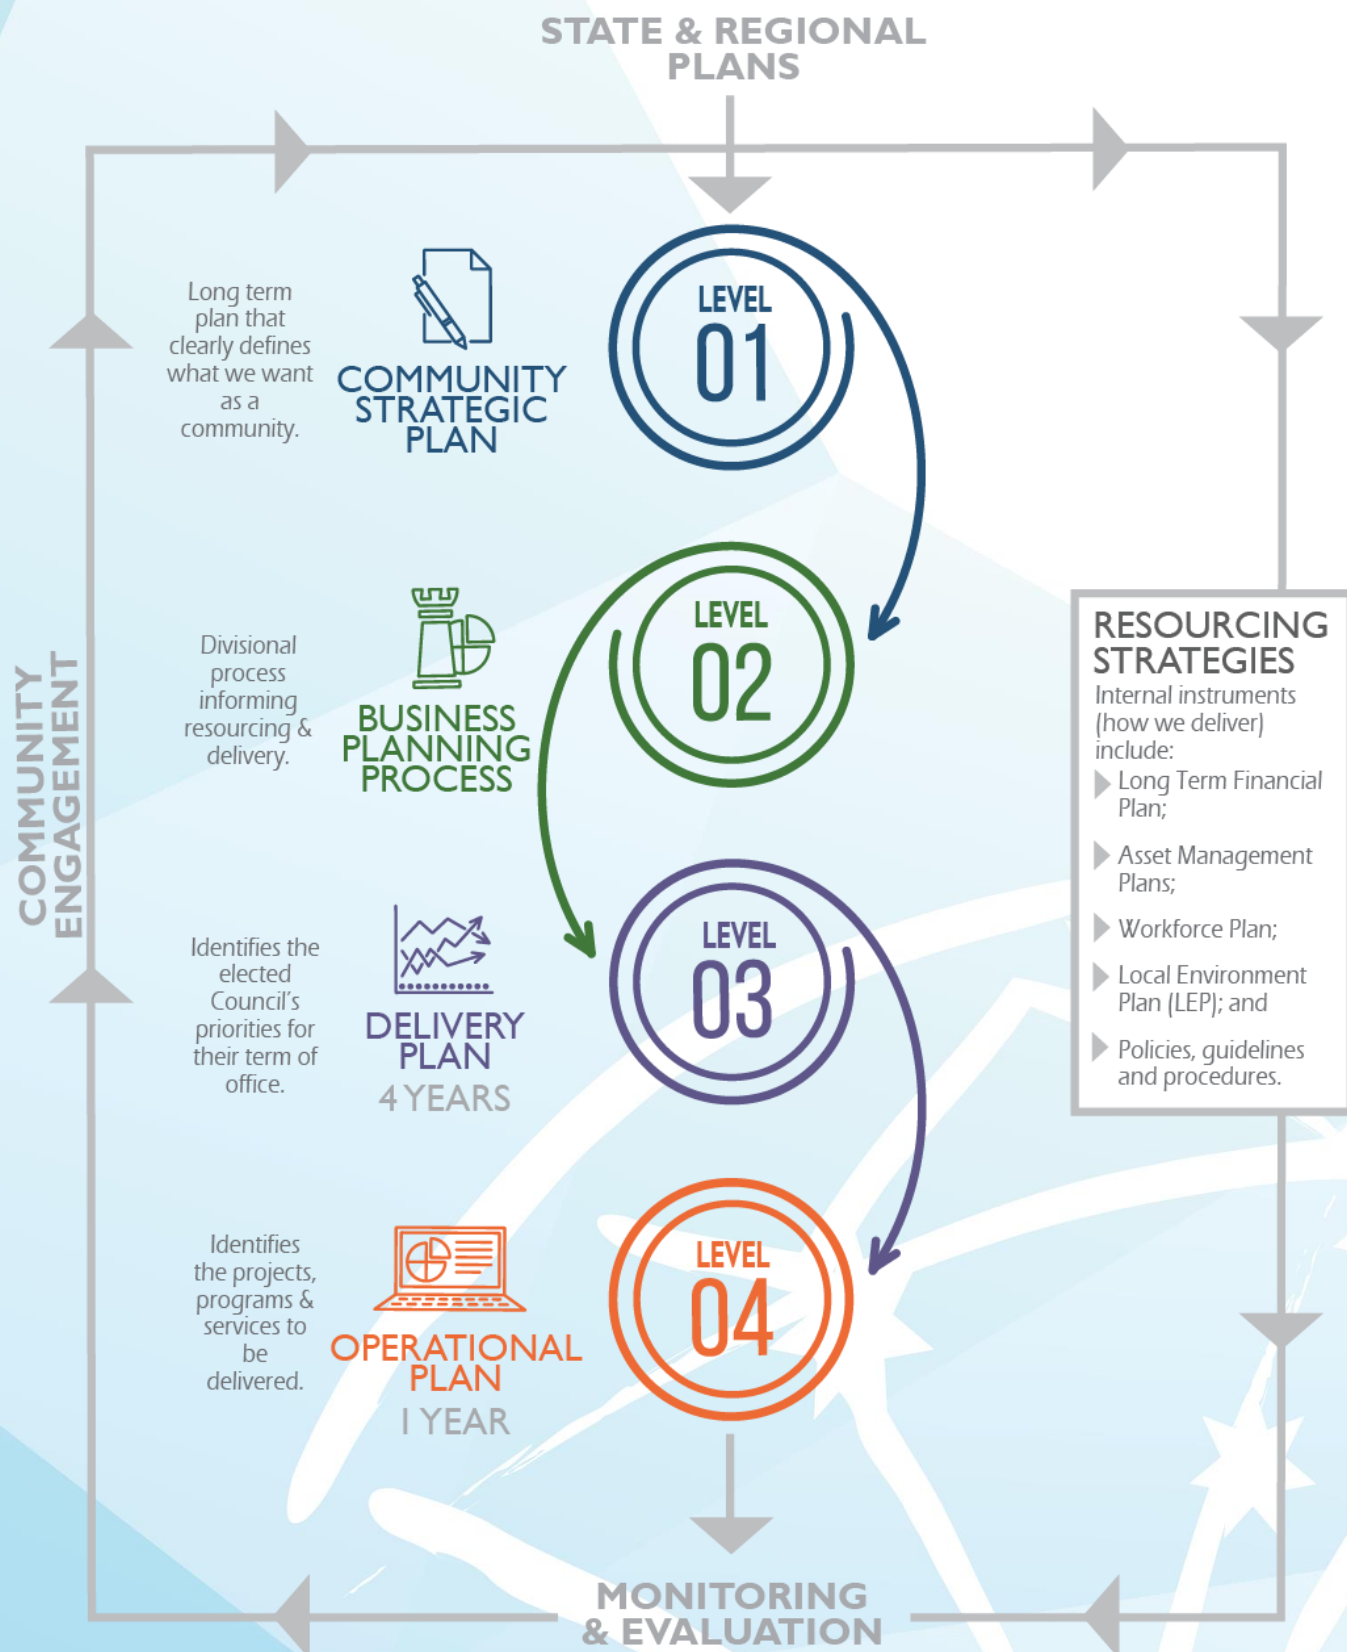 STATE & REGIONAL
PLANS
COMMUNITY
ENGAGEMENT
Long term
plan that
clearly defines
what we want
as a
community.
COMMUNITY
STRATEGIC
PLAN
LEVEL
01
Divisional
process
informing
resourcing &
delivery.
BUSINESS
PLANNING
PROCESS
LEVEL
02
Identifies the
elected
Council's
priorities for
their term of
office.
DELIVERY
PLAN
4 YEARS
LEVEL
03
Identifies
the projects,
programs &
services to
be
delivered.
OPERATIONAL
PLAN
1 YEAR
LEVEL
04
RESOURCING
STRATEGIES
Internal instruments
(how we deliver)
include:
Long Term Financial
Plan;
Asset Management
Plans;
Workforce Plan;
Local Environment
Plan (LEP); and
Policies, guidelines
and procedures.
MONITORING
& EVALUATION